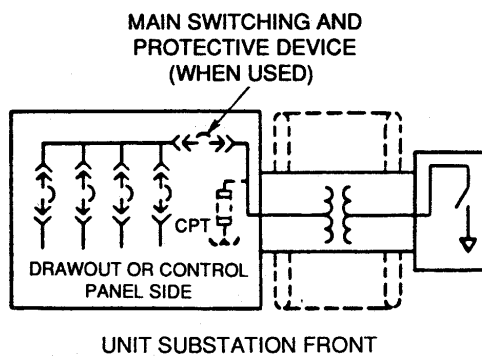 MAIN SWITCHING AND
PROTECTIVE DEVICE
(WHEN USED)
CPT
DRAWOUT OR CONTROL
PANEL SIDE
UNIT SUBSTATION FRONT